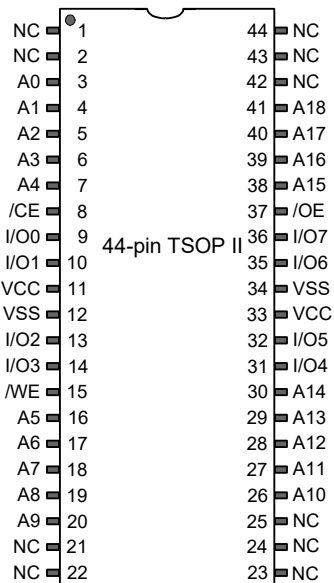 NC 1 44 NC
NC 2 43 NC
A0 3 42 NC
A1 4 41 A18
A2 5 40 A17
A3 6 39 A16
A4 7 38 A15
/CE 8 37 /OE
I/O0 9 44-pin TSOP II 36 I/O7
I/O1 10 35 I/O6
VCC 11 34 VSS
VSS 12 33 VCC
I/O2 13 32 I/O5
I/O3 14 31 I/O4
/WE 15 30 A14
A5 16 29 A13
A6 17 28 A12
A7 18 27 A11
A8 19 26 A10
A9 20 25 NC
NC 21 24 NC
NC 22 23 NC